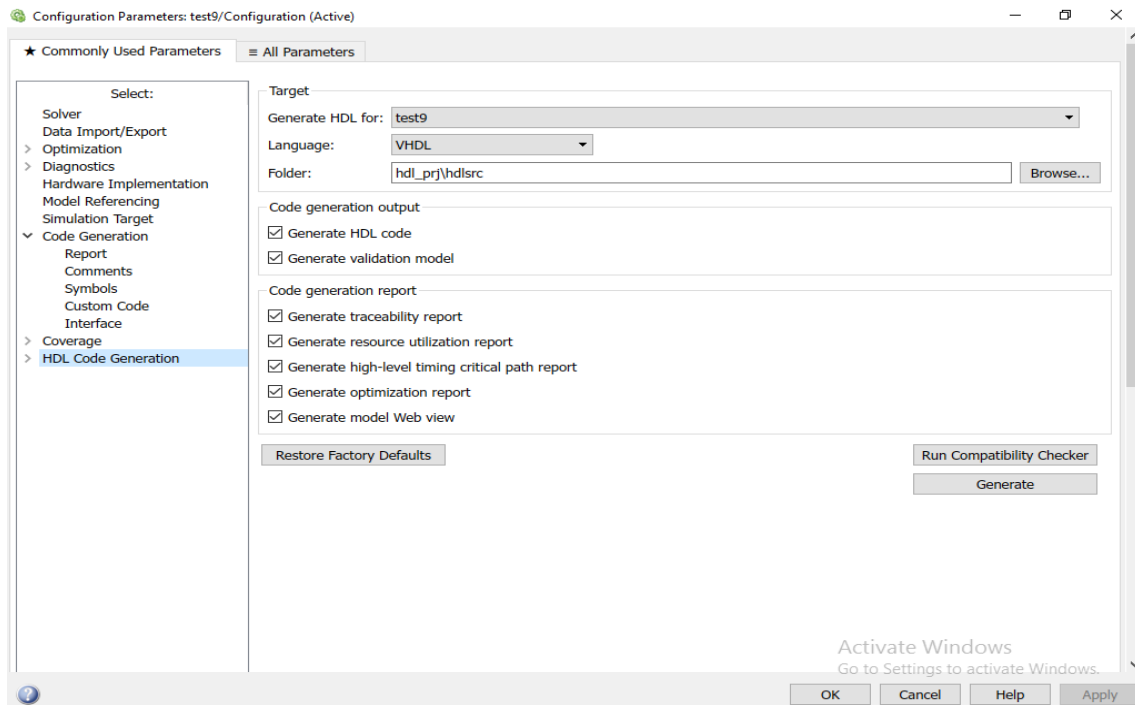 Configuration Parameters: test9/Configuration (Active)
★ Commonly Used Parameters
≡ All Parameters
Select:
Solver
Data Import/Export
Optimization
Diagnostics
Hardware Implementation
Model Referencing
Simulation Target
Code Generation
Report
Comments
Symbols
Custom Code
Interface
Coverage
HDL Code Generation
Target
Generate HDL for: test9
Language: VHDL
Folder: hdl_prj\hdlsrc Browse...
Code generation output
Generate HDL code
Generate validation model
Code generation report
Generate traceability report
Generate resource utilization report
Generate high-level timing critical path report
Generate optimization report
Generate model Web view
Restore Factory Defaults
Run Compatibility Checker
Generate
Activate Windows
Go to Settings to activate Windows.
OK Cancel Help Apply